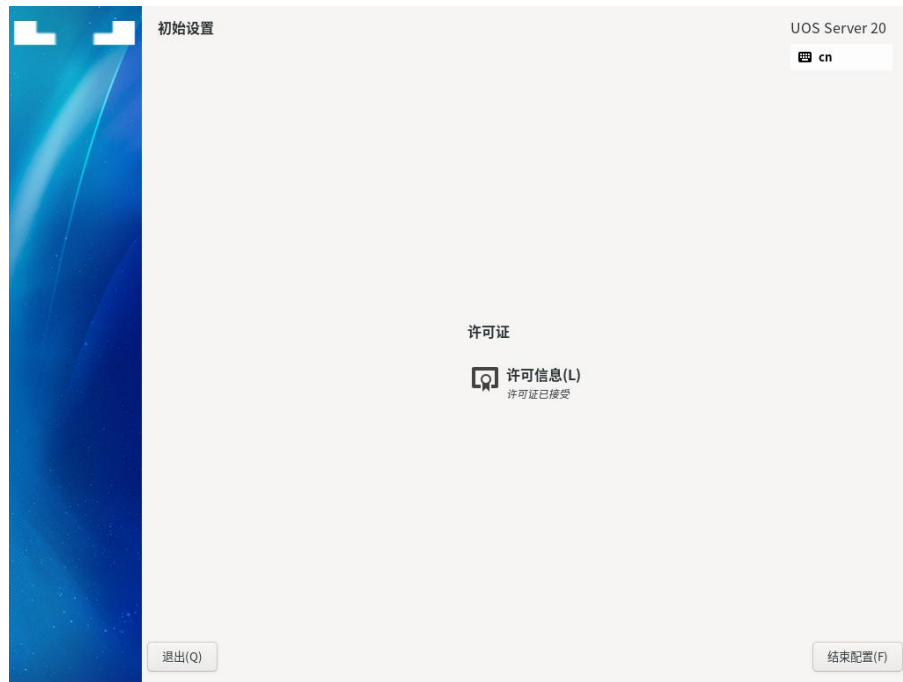 初始设置
UOS Server 20
cn
许可证
许可信息(L)
许可证已接受
退出(Q)
结束配置(F)